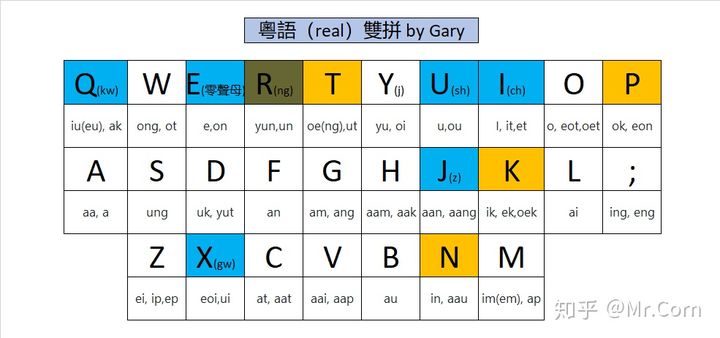 粵語（real）雙拼 by Gary
Q(kw) W E(零聲母) R(ng) T Y(j) U(sh) I(ch) O P
iu(eu), ak ong, ot e,on yun,un oe(ng),ut yu, oi u,ou I, it,et o, eot,oet ok, eon
A S D F G H J(z) K L ;
aa, a ung uk, yut an am, ang aam, aak aan, aang ik, ek,oek ai ing, eng
Z X(gw) C V B N M
ei, ip,ep eoi,ui at, aat aai, aap au in, aau im(em), ap
知乎 @Mr.Corn